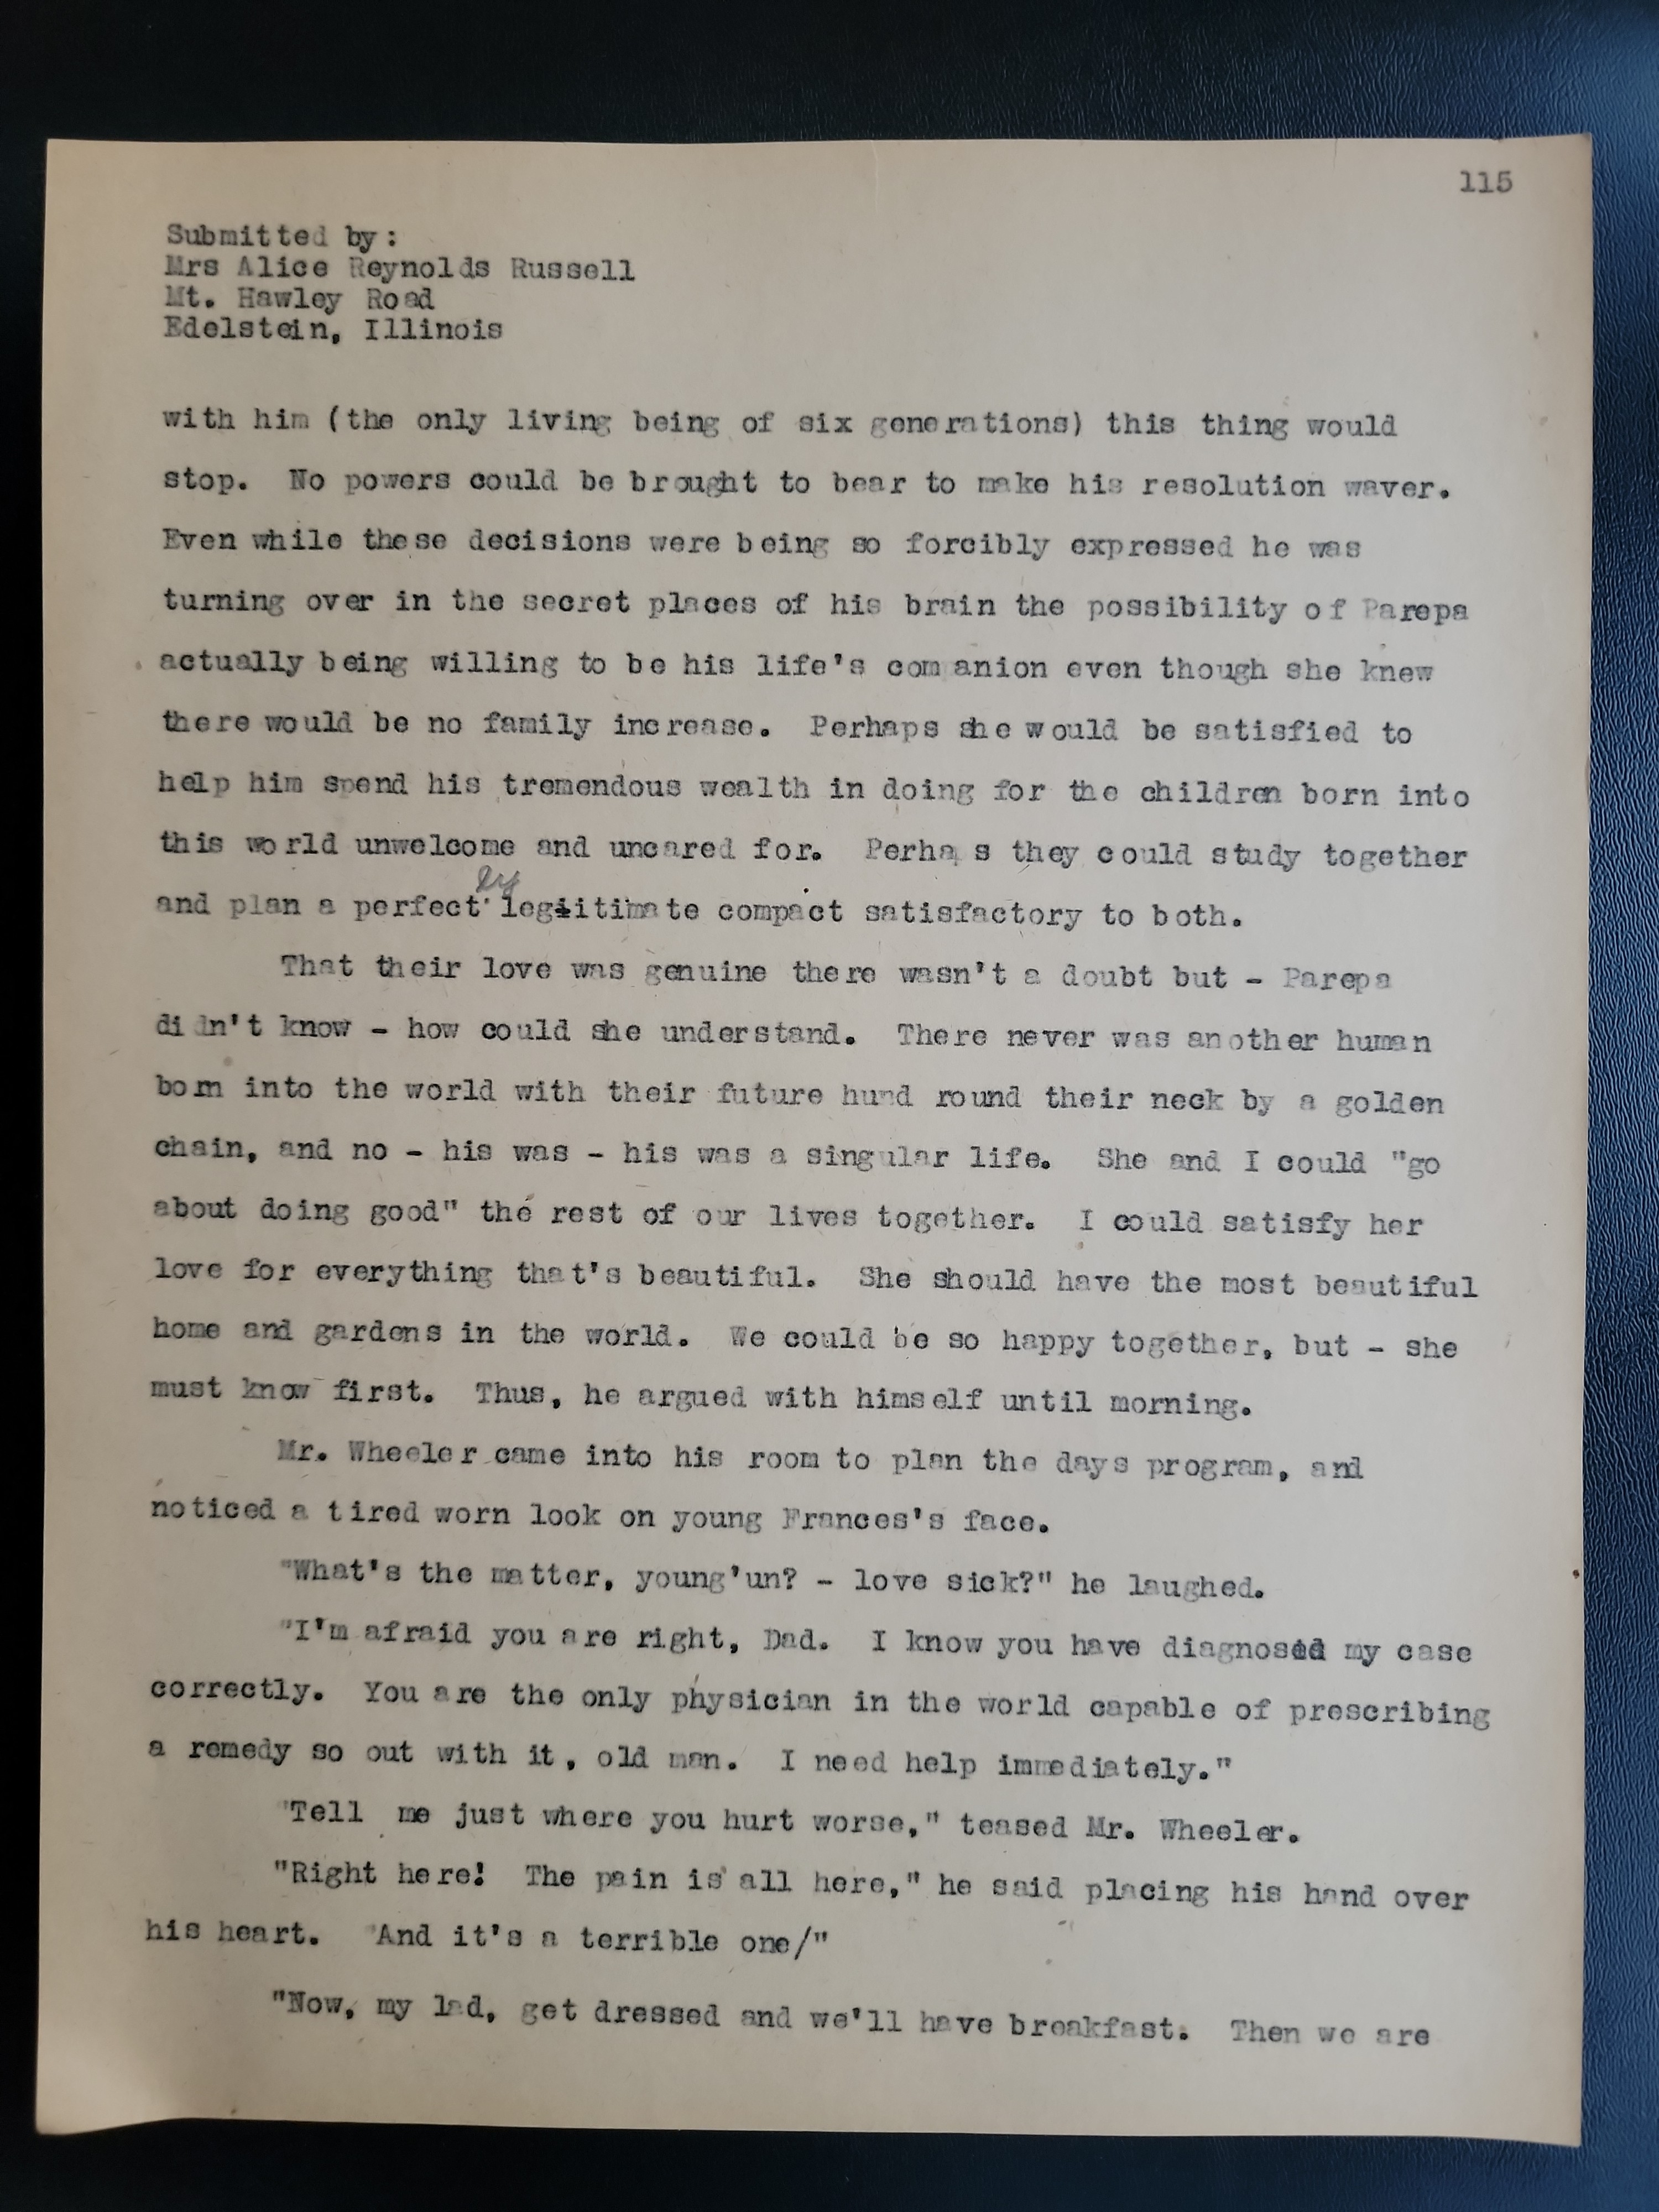 115
Submitted by:
Mrs Alice Reynolds Russell
Mt. Hawley Road
Edelstein, Illinois
with him (the only living being of six generations) this thing would
stop. No powers could be brought to bear to make his resolution waver.
Even while these decisions were being so forcibly expressed he was
turning over in the secret places of his brain the possibility of Parepa
actually being willing to be his life's com anion even though she knew
there would be no family increase. Perhaps she would be satisfied to
help him spend his tremendous wealth in doing for the children born into
this world unwelcome and uncared for. Perha s they could study together
and plan a perfectly legiitimate compact satisfactory to both.
That their love was genuine there wasn't a doubt but - Parepa
didn't know - how could she understand. There never was another human
born into the world with their future hund round their neck by a golden
chain, and no - his was - his was a singular life. She and I could "go
about doing good" the rest of our lives together. I could satisfy her
love for everything that's beautiful. She should have the most beautiful
home and gardens in the world. We could be so happy together, but - she
must know first. Thus, he argued with himself until morning.
Mr. Wheeler came into his room to plan the days program, and
noticed a tired worn look on young Frances's face.
"What's the matter, young'un? - love sick?" he laughed.
"I'm afraid you are right, Dad. I know you have diagnosed my case
correctly. You are the only physician in the world capable of prescribing
a remedy so out with it, old man. I need help immediately."
"Tell me just where you hurt worse," teased Mr. Wheeler.
"Right here! The pain is all here," he said placing his hand over
his heart. "And it's a terrible one/"
"Now, my lad, get dressed and we'll have breakfast. Then we are